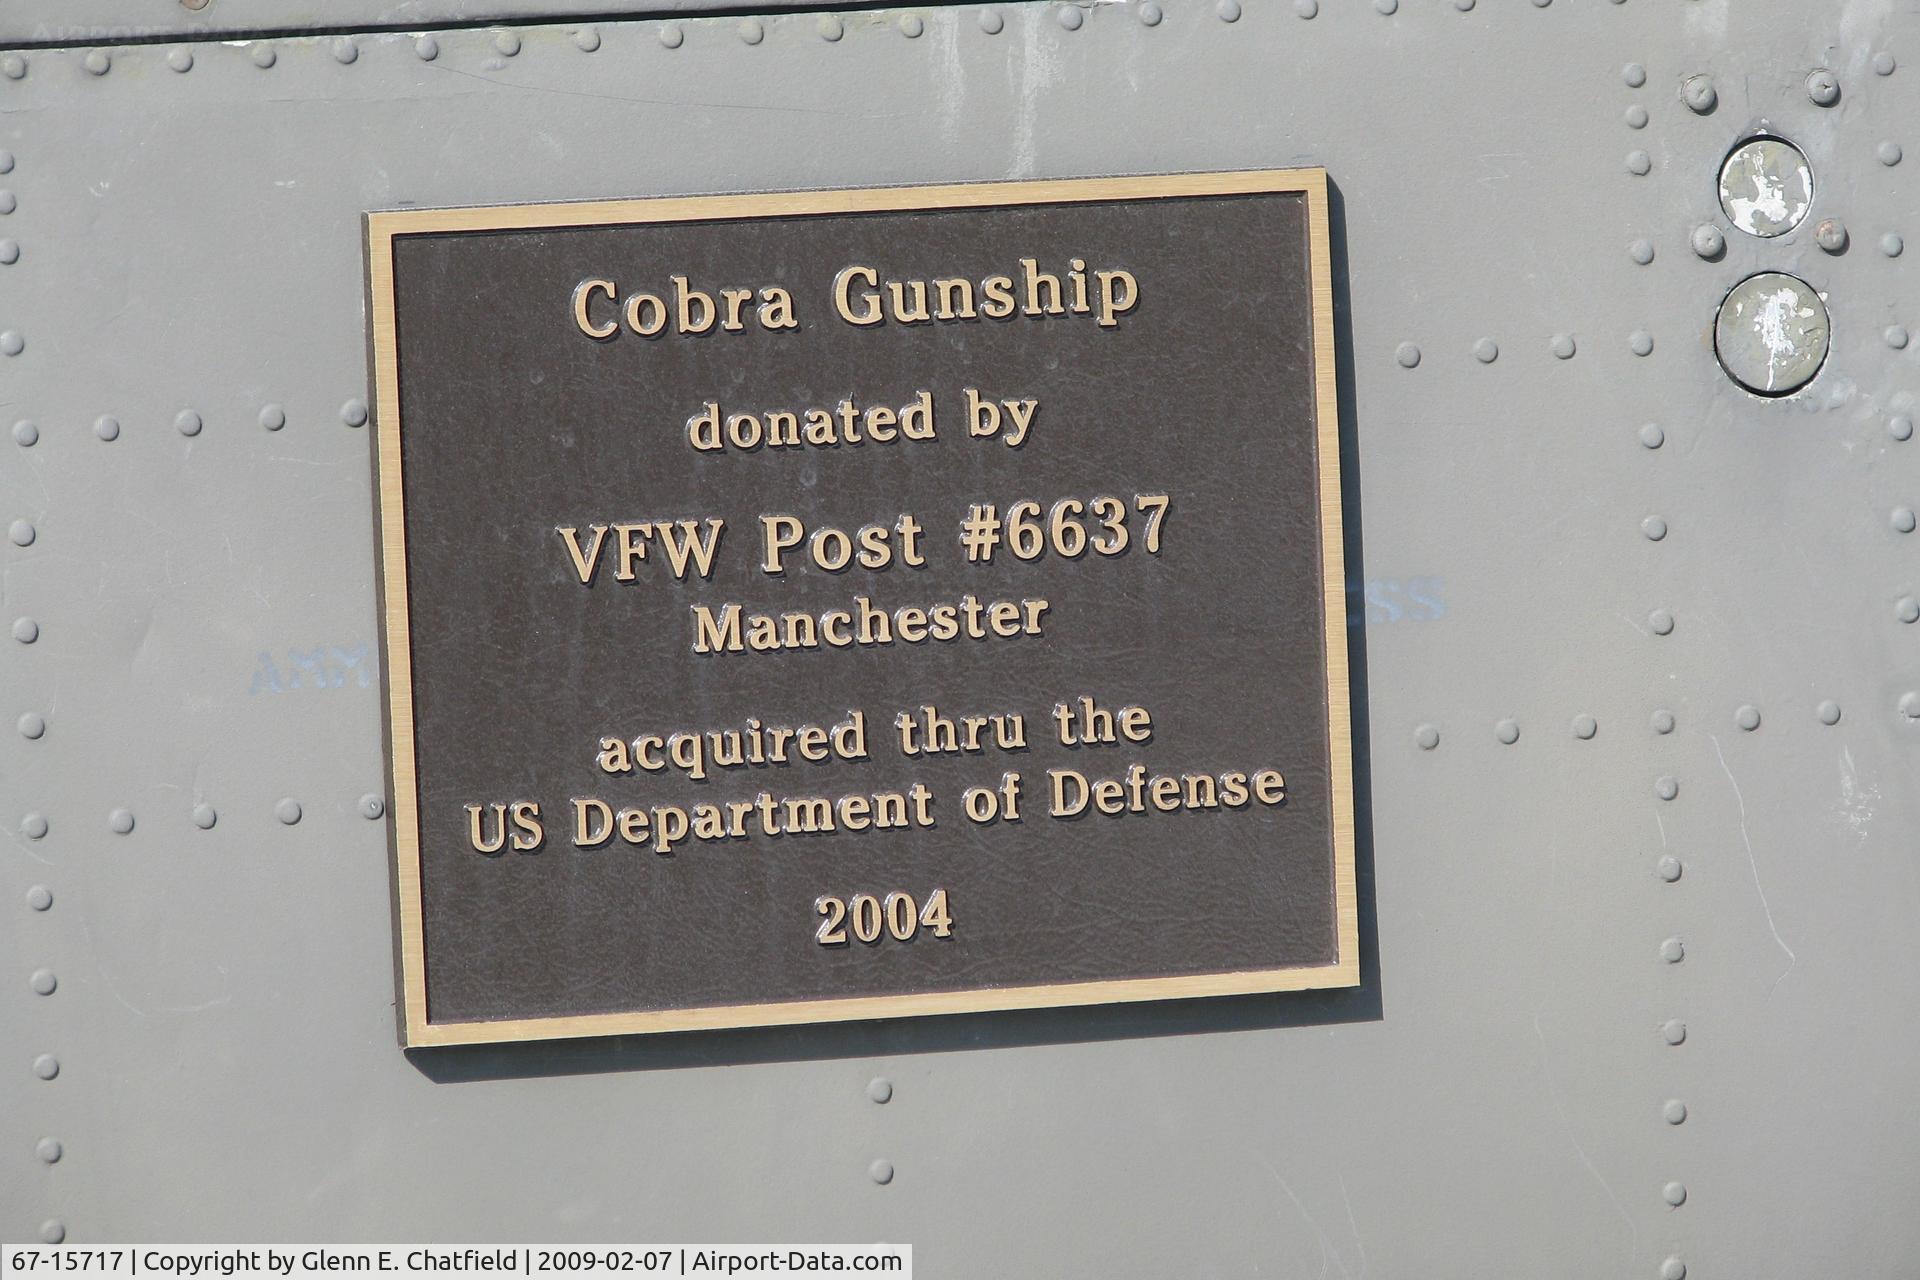 Cobra Gunship
donated by
VFW Post #6637
Manchester
acquired thru the
US Department of Defense
2004
67-15717 | Copyright by Glenn E. Chatfield | 2009-02-07 | Airport-Data.com